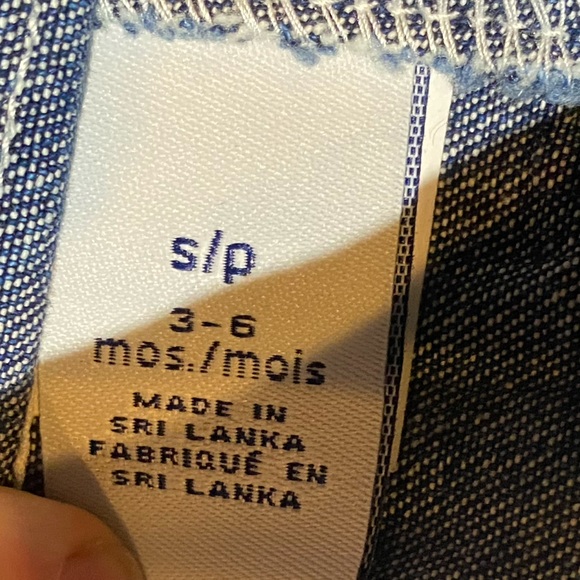 s/p
3-6
mos./mois
MADE IN
SRI LANKA
FABRIQUÉ EN
SRI LANKA